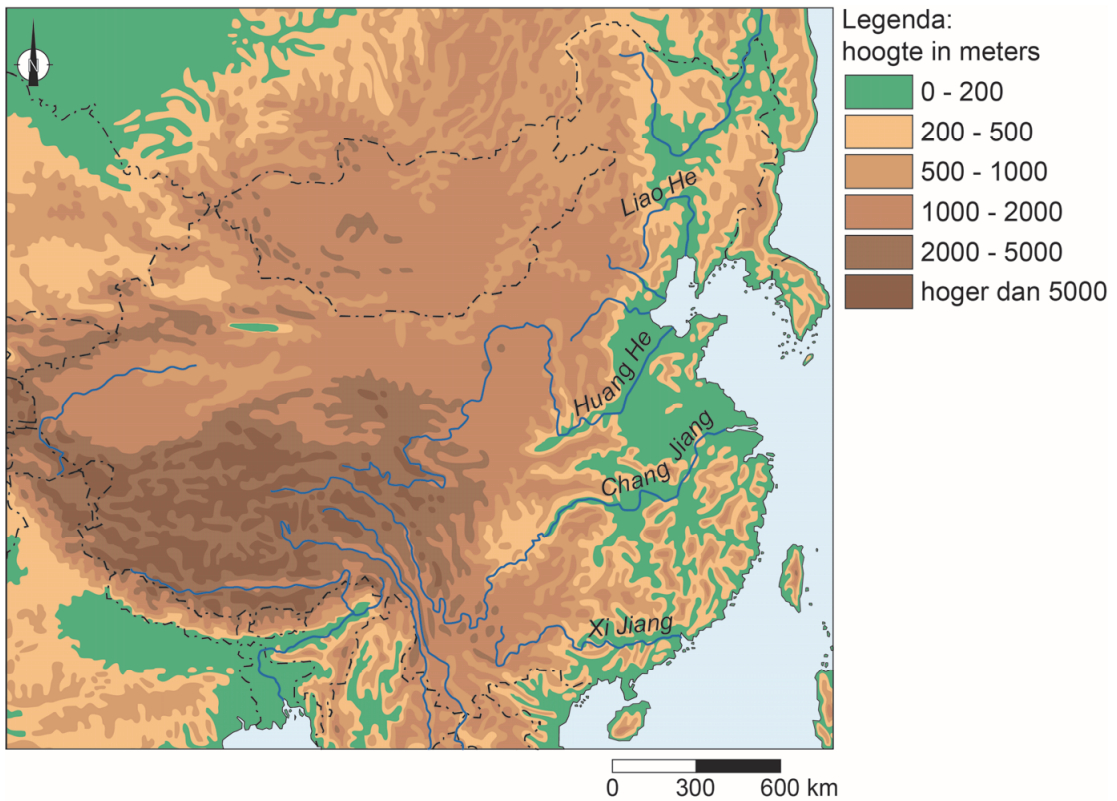 Legenda:
hoogte in meters
0 - 200
200 - 500
500 - 1000
1000 - 2000
2000 - 5000
hoger dan 5000
N
Liao He
Huang He
Chang Jiang
Xi Jiang
0 300 600 km